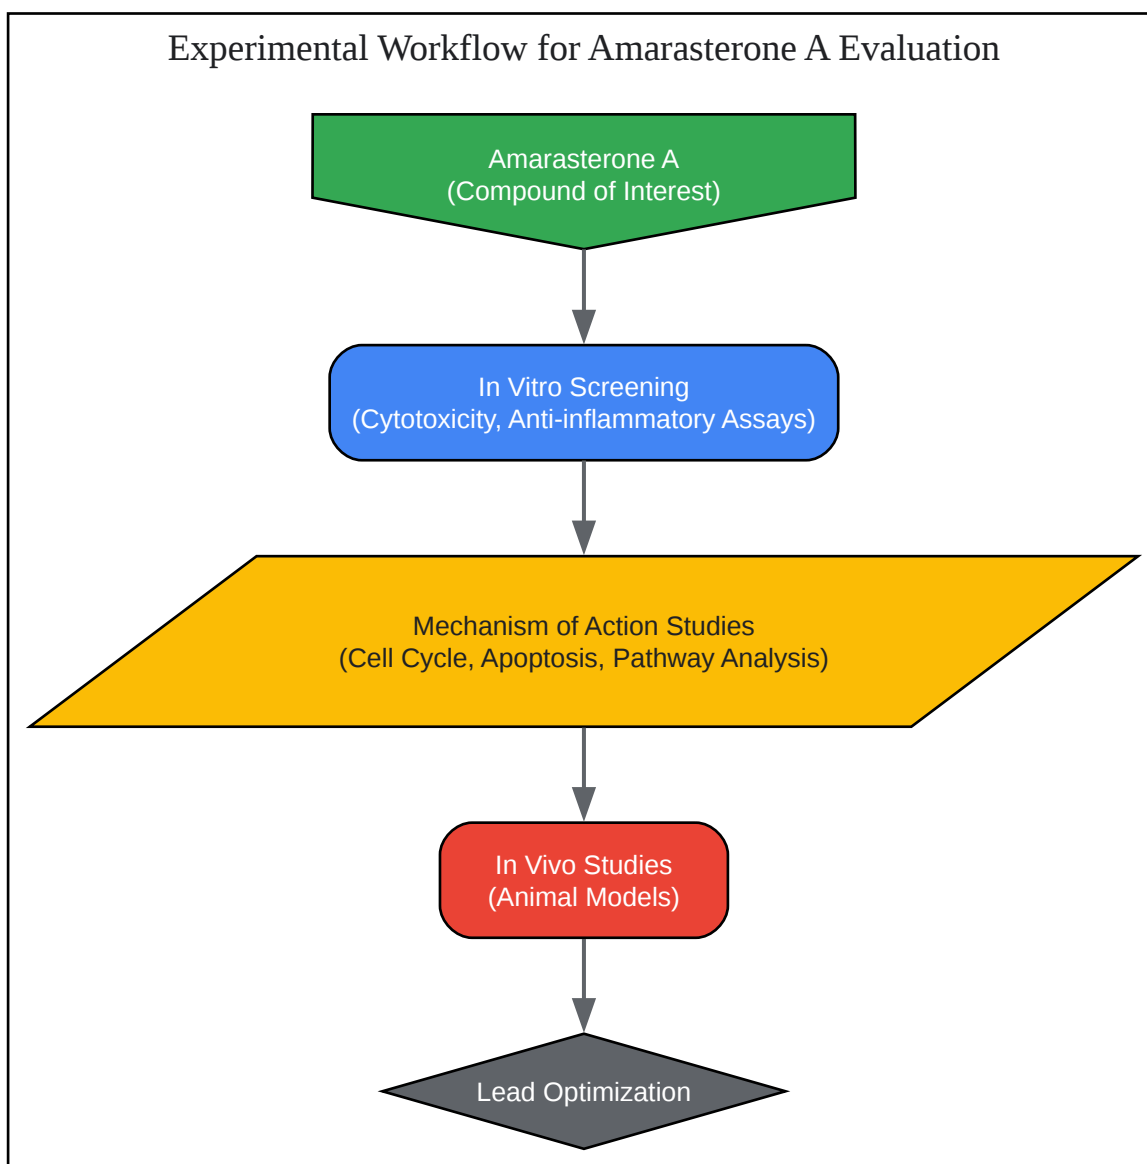 Experimental Workflow for Amarasterone A Evaluation
Amarasterone A
(Compound of Interest)
In Vitro Screening
(Cytotoxicity, Anti-inflammatory Assays)
Mechanism of Action Studies
(Cell Cycle, Apoptosis, Pathway Analysis)
In Vivo Studies
(Animal Models)
Lead Optimization